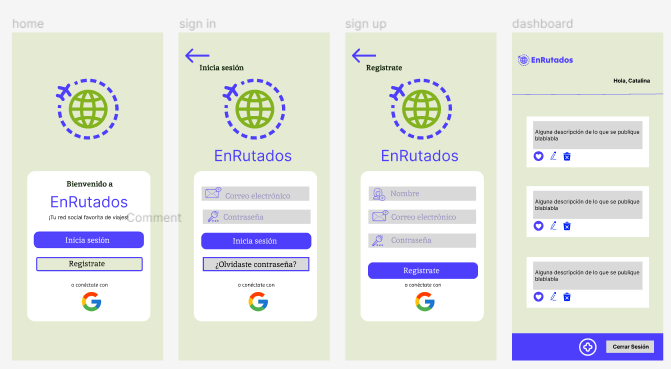 home
Bienvenido a
EnRutados
¡Tu red social favorita de viajes!
Inicia sesión
Registrate
o conéctate con
Comment
sign in
Inicia sesión
EnRutados
Correo electrónico
Contraseña
Inicia sesión
¿Olvidaste contraseña?
o conéctate con
sign up
Registrate
EnRutados
Nombre
Correo electrónico
Contraseña
Registrate
o conéctate con
dashboard
EnRutados
Hola, Catalina
Alguna descripción de lo que se publique
blablabla
Alguna descripción de lo que se publique
blablabla
Alguna descripción de lo que se publique
blablabla
Cerrar Sesión